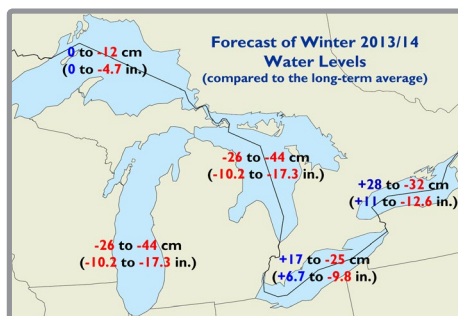 Forecast of Winter 2013/14
Water Levels
(compared to the long-term average)
0 to -12 cm
(0 to -4.7 in.)
-26 to -44 cm
(-10.2 to -17.3 in.)
+28 to -32 cm
(+11 to -12.6 in.)
-26 to -44 cm
(-10.2 to -17.3 in.)
+17 to -25 cm
(+6.7 to -9.8 in.)